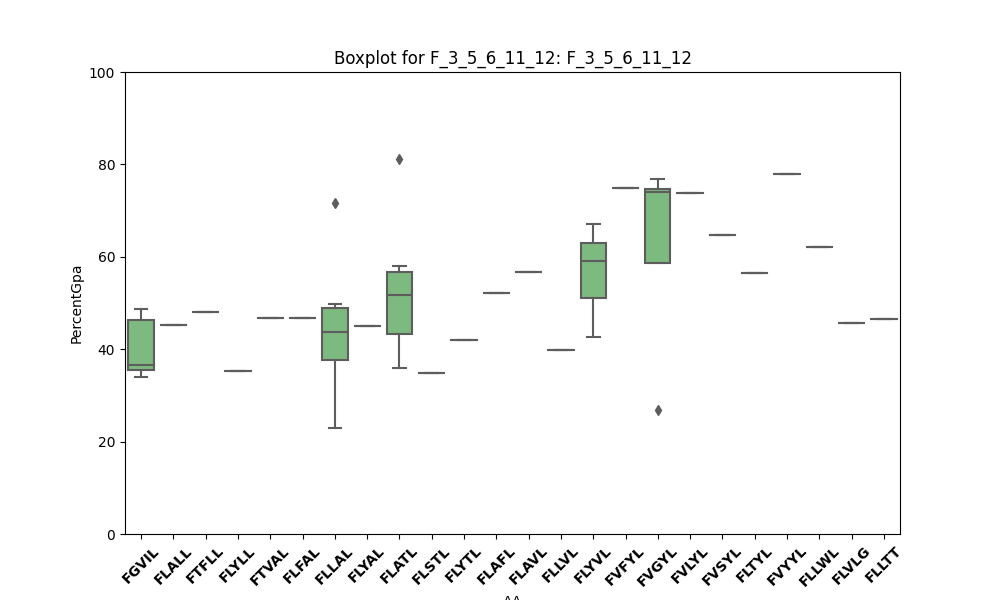 Boxplot for F_3_5_6_11_12: F_3_5_6_11_12
100
80
60
40
20
0
PercentGpa
FGVIL FLALL FTFLL FLYLL FTVAL FLFAL FLLAL FLYAL FLATL FLSTL FLYTL FLAFL FLAVL FLLVL FLYVL FVFYL FVGYL FVLYL FVSYL FLTYL FVYYL FLLWL FLVLG FLLTT
AA